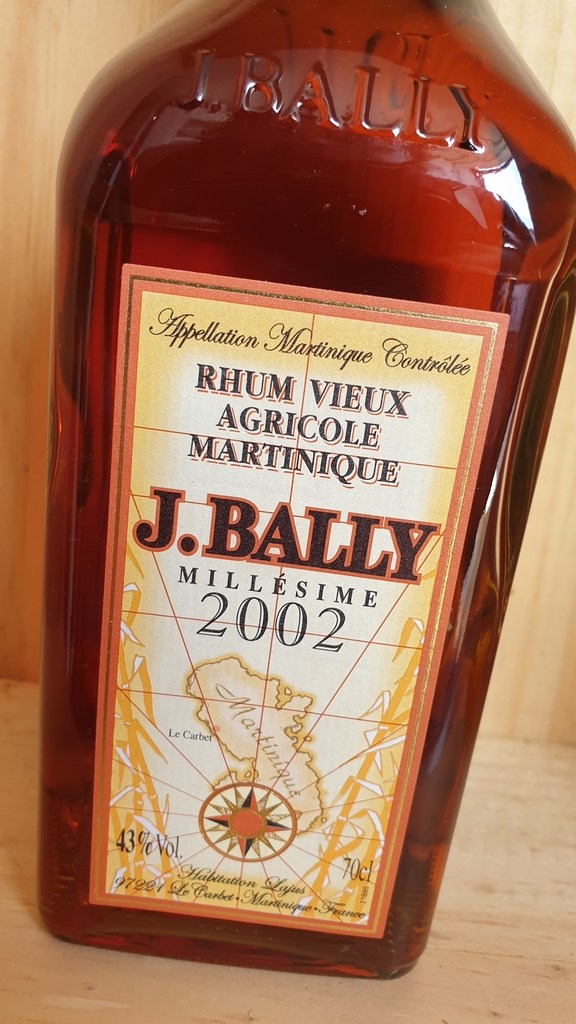 J.BALLY
Appellation Martinique Contrôlée
RHUM VIEUX
AGRICOLE
MARTINIQUE
J.BALLY
MILLÉSIME
2002
Martinique
Le Carbet
43%Vol.
70cl
Habitation Lajus
97221 Le Carbet • Martinique • France